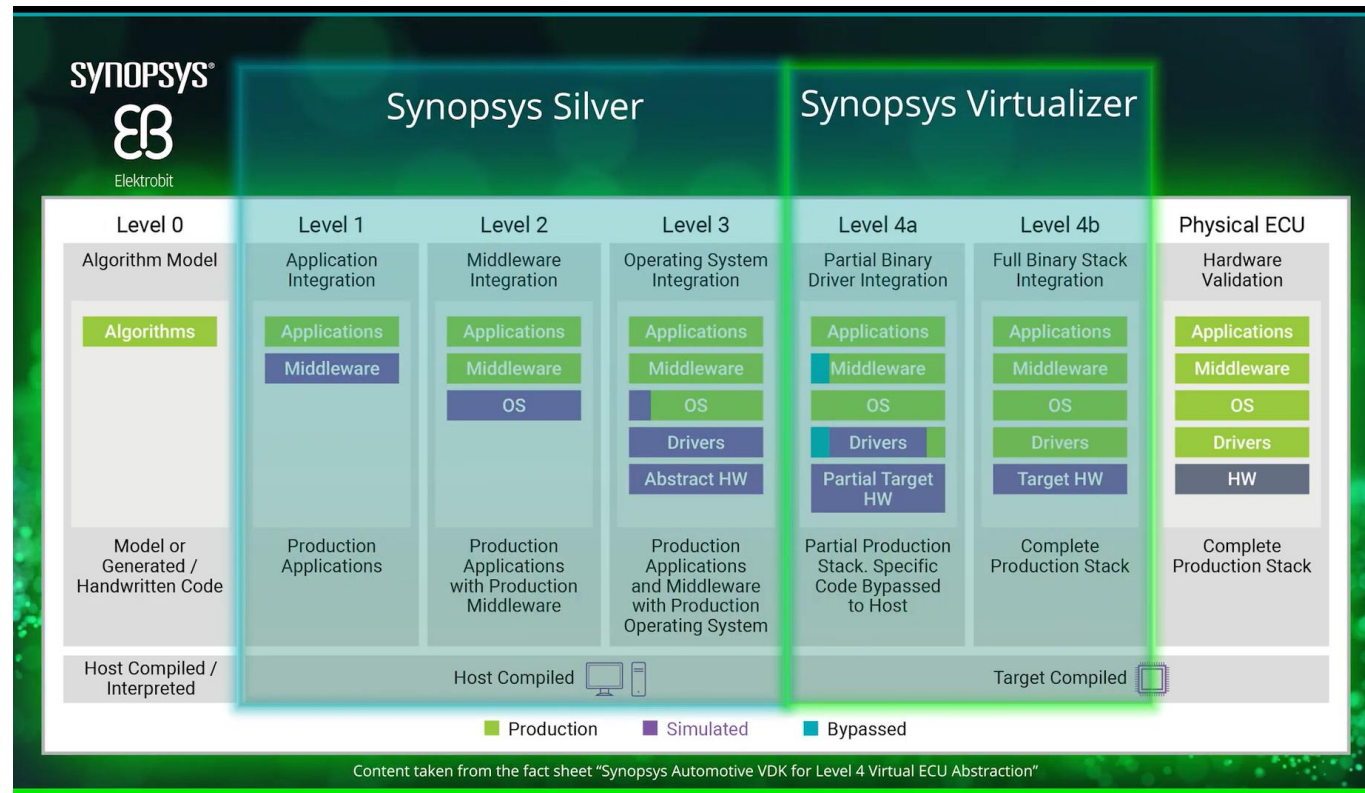 SYNOPSYS®
EB
Elektrobit
Synopsys Silver
Synopsys Virtualizer
Level 0
Level 1
Level 2
Level 3
Level 4a
Level 4b
Physical ECU
Algorithm Model
Application
Integration
Middleware
Integration
Operating System
Integration
Partial Binary
Driver Integration
Full Binary Stack
Integration
Hardware
Validation
Algorithms
Applications
Middleware
Applications
Middleware
OS
Applications
Middleware
OS
Drivers
Abstract HW
Applications
Middleware
OS
Drivers
Partial Target
HW
Applications
Middleware
OS
Drivers
Target HW
Applications
Middleware
OS
Drivers
HW
Model or
Generated /
Handwritten Code
Production
Applications
Production
Applications
with Production
Middleware
Production
Applications
and Middleware
with Production
Operating System
Partial Production
Stack. Specific
Code Bypassed
to Host
Complete
Production Stack
Complete
Production Stack
Host Compiled /
Interpreted
Host Compiled
Target Compiled
Production
Simulated
Bypassed
Content taken from the fact sheet “Synopsys Automotive VDK for Level 4 Virtual ECU Abstraction”